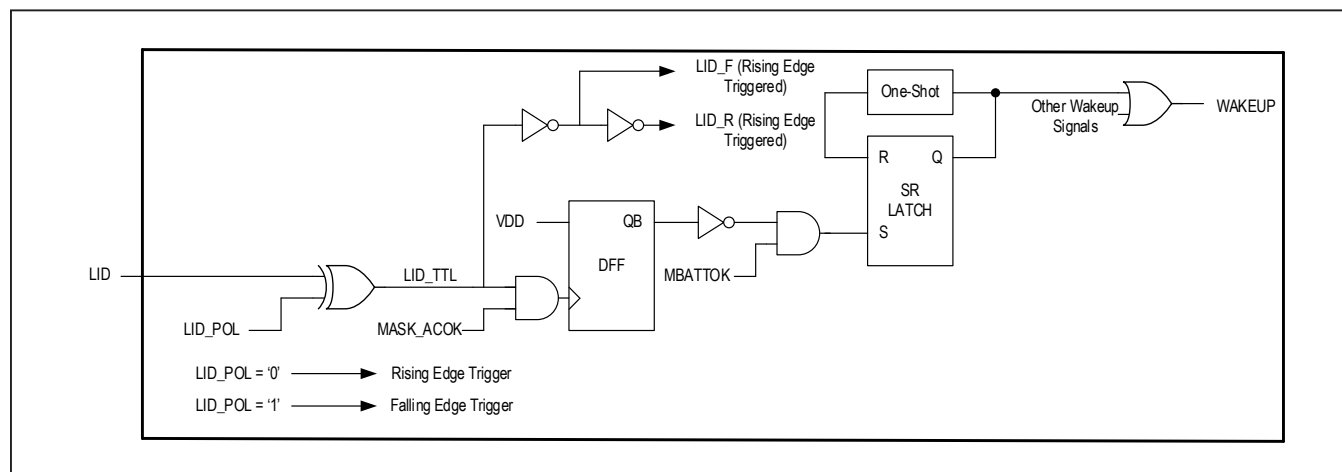 LID_F (Rising Edge
Triggered)
LID_R (Rising Edge
Triggered)
One-Shot
Other Wakeup
Signals
WAKEUP
R
Q
SR
LATCH
S
VDD
QB
DFF
MBATTOK
LID
LID_TTL
LID_POL
MASK_ACOK
LID_POL = ‘0’
Rising Edge Trigger
LID_POL = ‘1’
Falling Edge Trigger